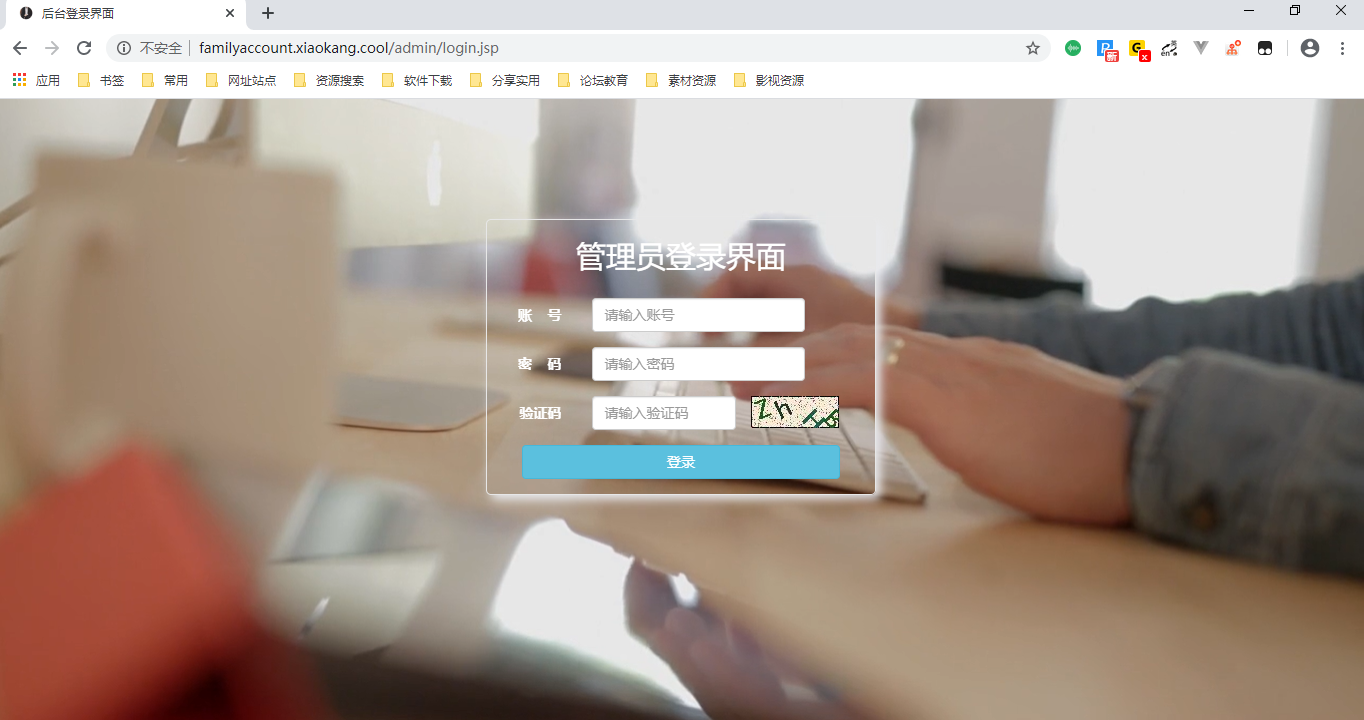 后台登录界面
不安全 familyaccount.xiaokang.cool/admin/login.jsp
应用 书签 常用 网址站点 资源搜索 软件下载 分享实用 论坛教育 素材资源 影视资源
管理员登录界面
账 号 请输入账号
密 码 请输入密码
验证码 请输入验证码
登录